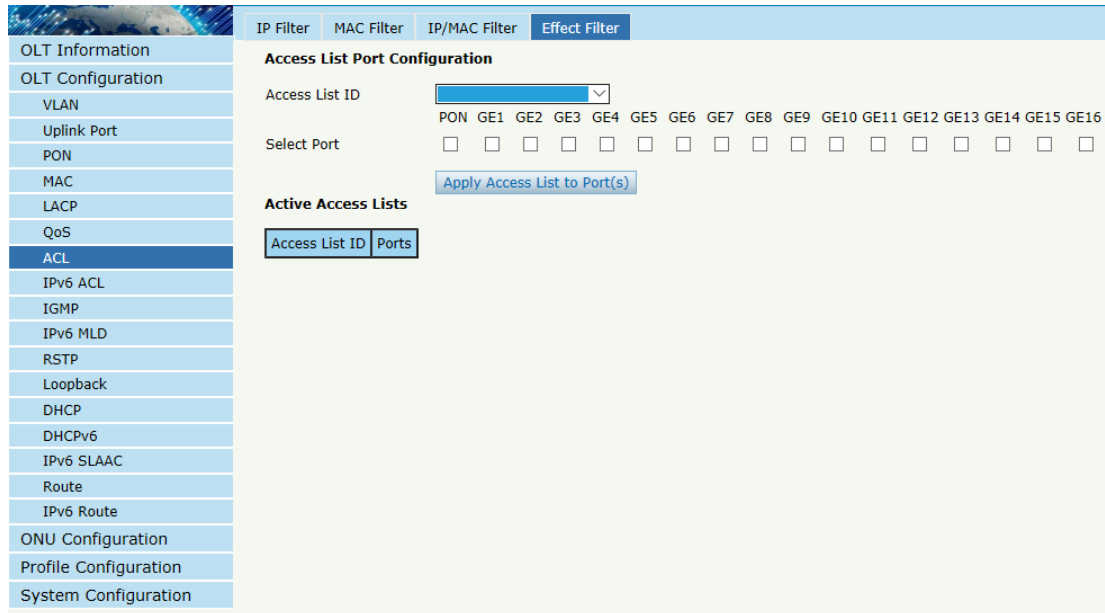 IP Filter MAC Filter IP/MAC Filter Effect Filter
OLT Information
OLT Configuration
VLAN
Uplink Port
PON
MAC
LACP
QoS
ACL
IPv6 ACL
IGMP
IPv6 MLD
RSTP
Loopback
DHCP
DHCPv6
IPv6 SLAAC
Route
IPv6 Route
ONU Configuration
Profile Configuration
System Configuration
Access List Port Configuration
Access List ID
PON GE1 GE2 GE3 GE4 GE5 GE6 GE7 GE8 GE9 GE10 GE11 GE12 GE13 GE14 GE15 GE16
Select Port
Apply Access List to Port(s)
Active Access Lists
Access List ID Ports